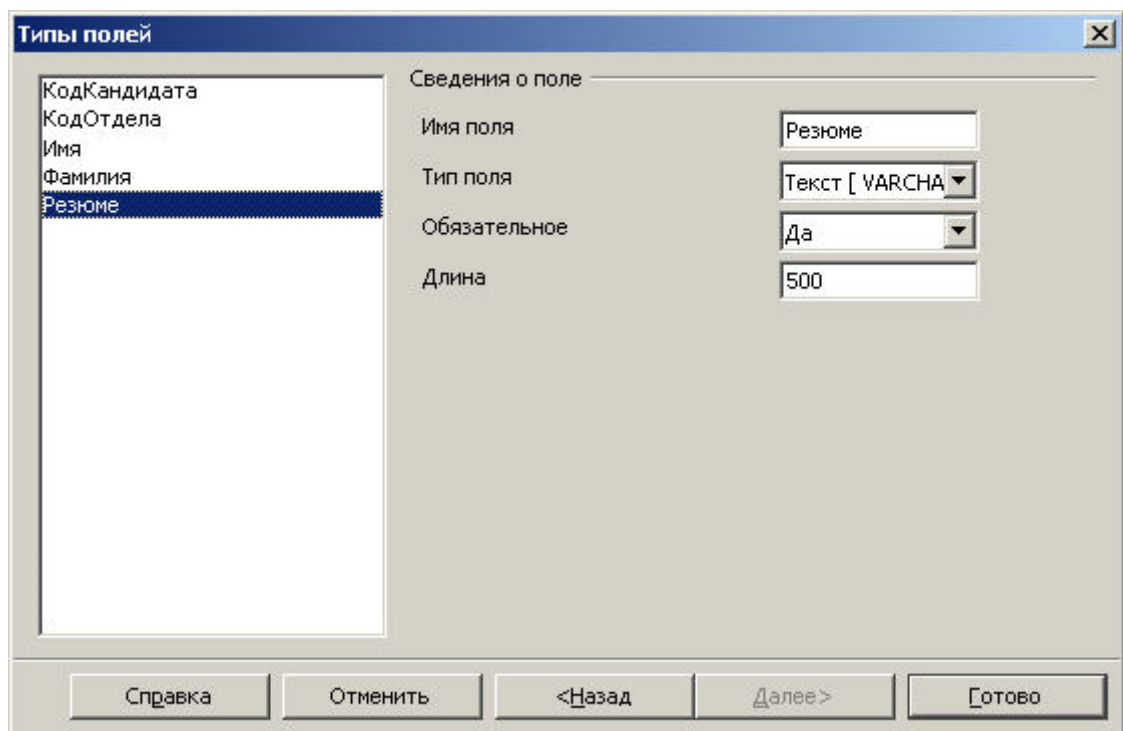 Типы полей
КодКандидата
КодОтдела
Имя
Фамилия
Резюме
Сведения о поле
Имя поля Резюме
Тип поля Текст [ VARCHA
Обязательное Да
Длина 500
Справка Отменить <Назад Далее> Готово